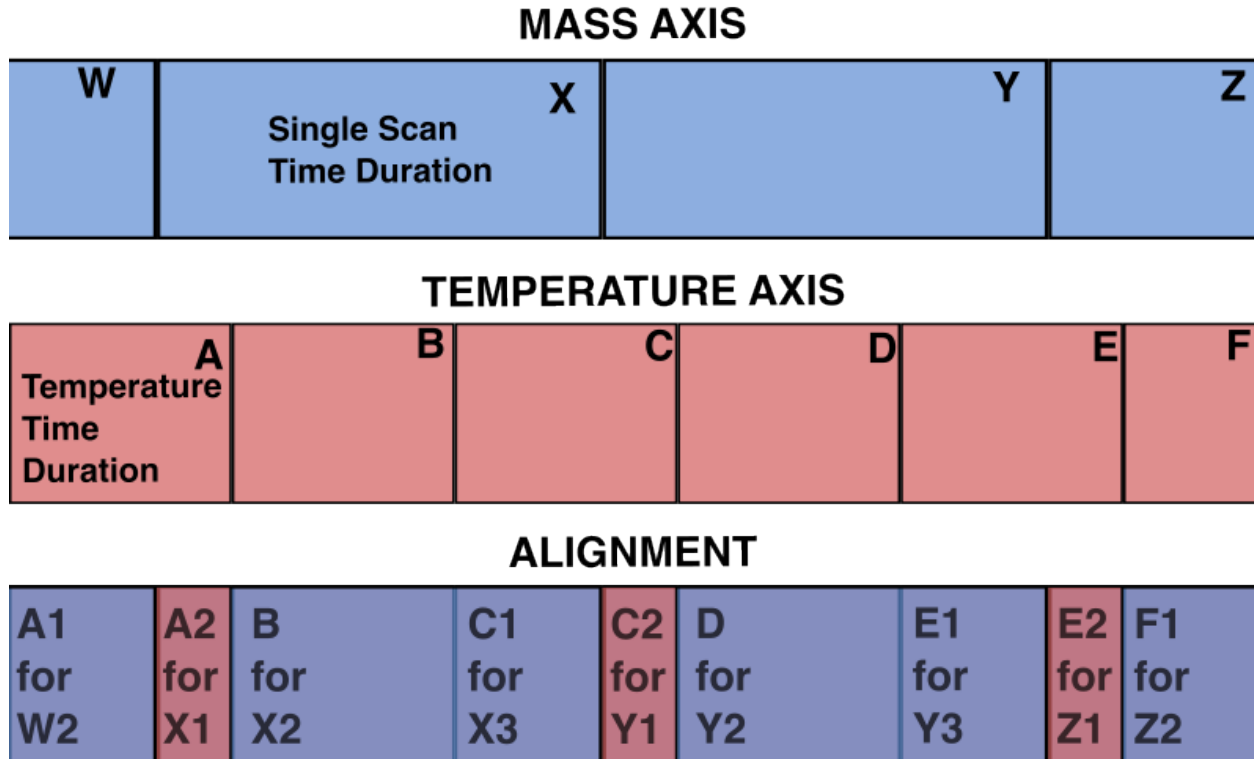 MASS AXIS
W
X
Y
Z
Single Scan
Time Duration
TEMPERATURE AXIS
A
B
C
D
E
F
Temperature
Time
Duration
ALIGNMENT
A1
for
W2
A2
for
X1
B
for
X2
C1
for
X3
C2
for
Y1
D
for
Y2
E1
for
Y3
E2
for
Z1
F1
for
Z2